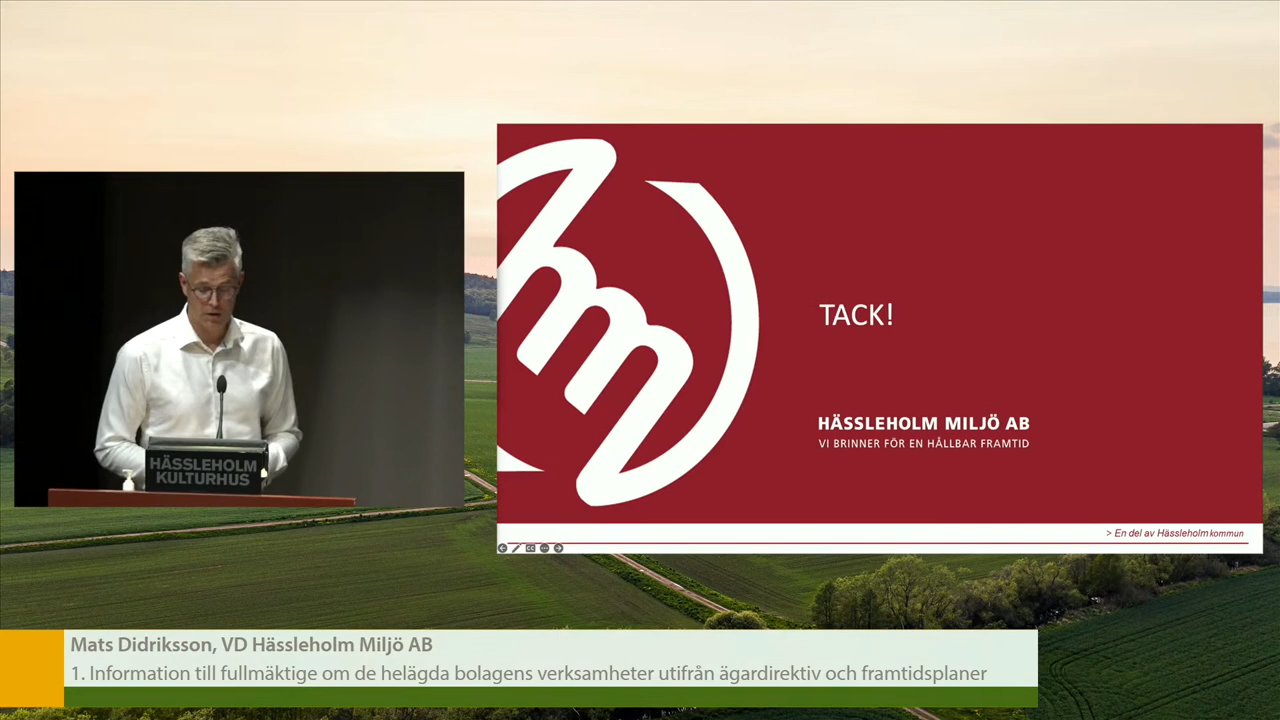 HÄSSLEHOLM
KULTURHUS
TACK!
HÄSSLEHOLM MILJÖ AB
VI BRINNER FÖR EN HÅLLBAR FRAMTID
> En del av Hässleholm kommun
Mats Didriksson, VD Hässleholm Miljö AB
1. Information till fullmäktige om de helägda bolagens verksamheter utifrån ägardirektiv och framtidsplaner